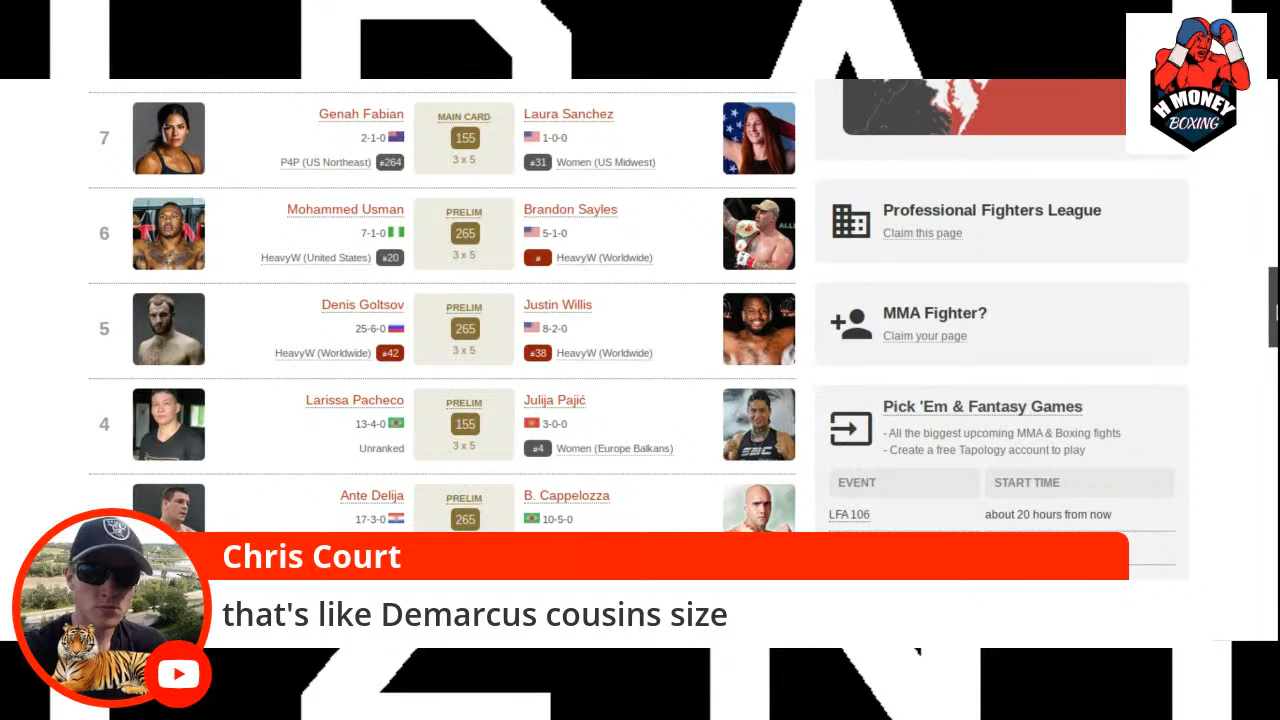 H MONEY
BOXING
7
Genah Fabian
2-1-0
P4P (US Northeast) #264
MAIN CARD
155
3 x 5
Laura Sanchez
1-0-0
#31 Women (US Midwest)
6
Mohammed Usman
7-1-0
HeavyW (United States) #20
PRELIM
265
3 x 5
Brandon Sayles
5-1-0
# HeavyW (Worldwide)
5
Denis Goltsov
25-6-0
HeavyW (Worldwide) #42
PRELIM
265
3 x 5
Justin Willis
8-2-0
#38 HeavyW (Worldwide)
4
Larissa Pacheco
13-4-0
Unranked
PRELIM
155
3 x 5
Julija Pajić
3-0-0
#4 Women (Europe Balkans)
Ante Delija
17-3-0
PRELIM
265
B. Cappelozza
10-5-0
Professional Fighters League
Claim this page
MMA Fighter?
Claim your page
Pick 'Em & Fantasy Games
- All the biggest upcoming MMA & Boxing fights
- Create a free Tapology account to play
EVENT START TIME
LFA 106 about 20 hours from now
Chris Court
that's like Demarcus cousins size